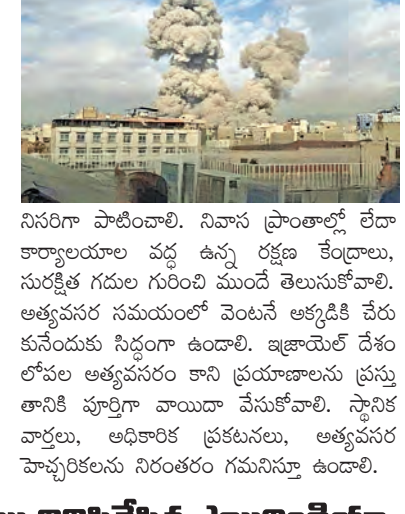 నిసరిగా పాటించాలి. నివాస ప్రాంతాల్లో లేదా
కార్యాలయాల వద్ద ఉన్న రక్షణ కేంద్రాలు,
సురక్షిత గదుల గురించి ముందే తెలుసుకోవాలి.
అత్యవసర సమయంలో వెంటనే అక్కడికి చేరు
కునేందుకు సిద్ధంగా ఉండాలి. ఇజ్రాయెల్ దేశం
లోపల అత్యవసరం కాని ప్రయాణాలను ప్రస్తు
తానికి పూర్తిగా వాయిదా వేసుకోవాలి. స్థానిక
వార్తలు, అధికారిక ప్రకటనలు, అత్యవసర
హెచ్చరికలను నిరంతరం గమనిస్తూ ఉండాలి.